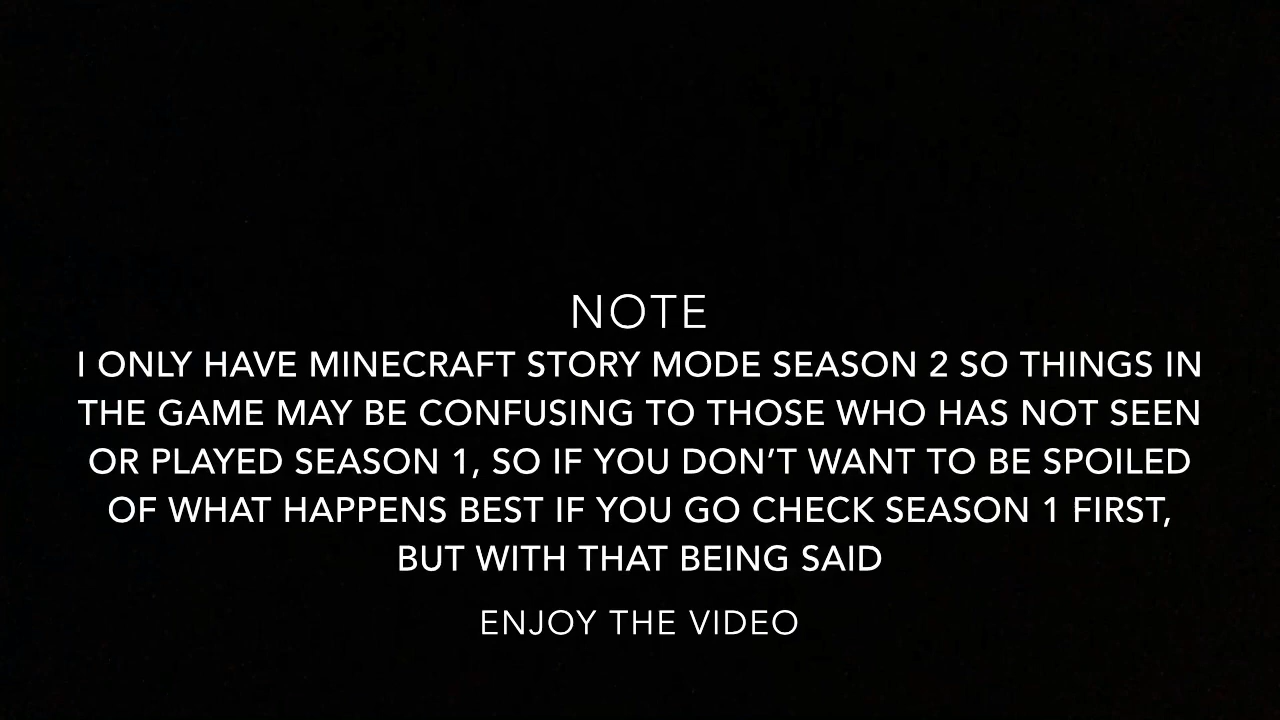 NOTE
I ONLY HAVE MINECRAFT STORY MODE SEASON 2 SO THINGS IN
THE GAME MAY BE CONFUSING TO THOSE WHO HAS NOT SEEN
OR PLAYED SEASON 1, SO IF YOU DON’T WANT TO BE SPOILED
OF WHAT HAPPENS BEST IF YOU GO CHECK SEASON 1 FIRST,
BUT WITH THAT BEING SAID
ENJOY THE VIDEO